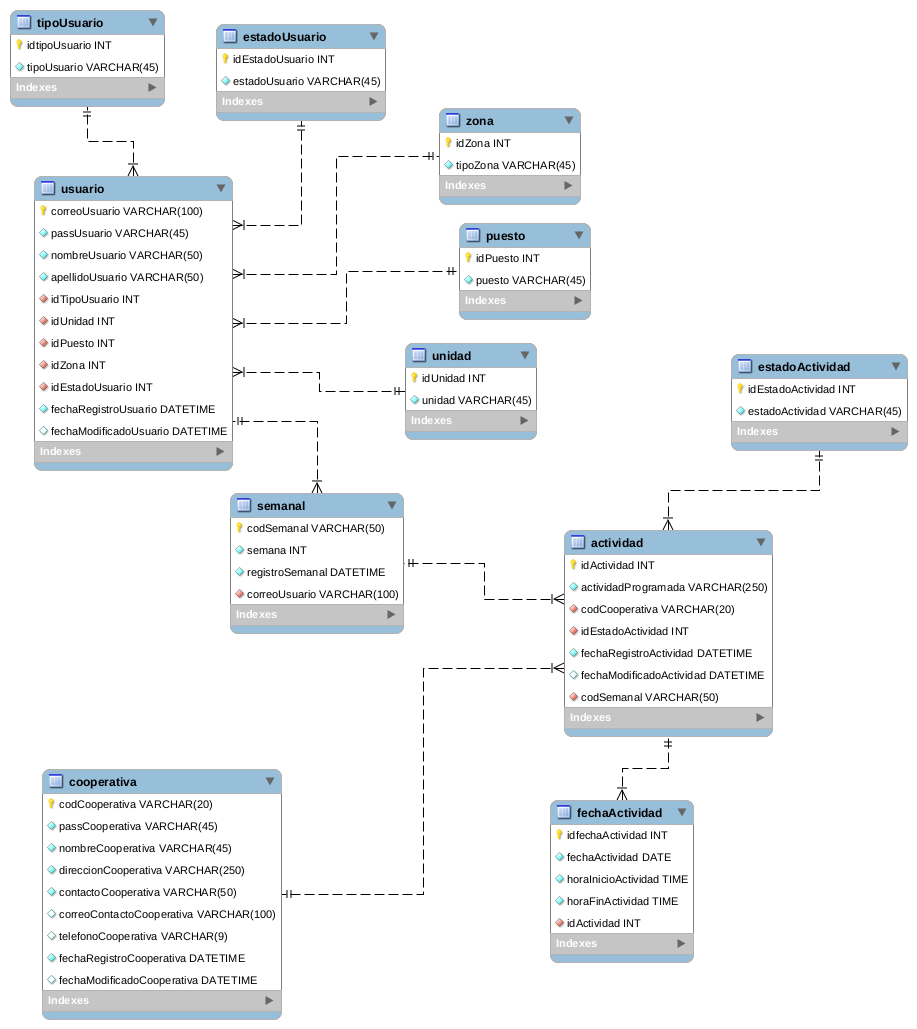 tipoUsuario
idtipoUsuario INT
tipoUsuario VARCHAR(45)
Indexes
estadoUsuario
idEstadoUsuario INT
estadoUsuario VARCHAR(45)
Indexes
zona
idZona INT
tipoZona VARCHAR(45)
Indexes
usuario
correoUsuario VARCHAR(100)
passUsuario VARCHAR(45)
nombreUsuario VARCHAR(50)
apellidoUsuario VARCHAR(50)
idTipoUsuario INT
idUnidad INT
idPuesto INT
idZona INT
idEstadoUsuario INT
fechaRegistroUsuario DATETIME
fechaModificadoUsuario DATETIME
Indexes
puesto
idPuesto INT
puesto VARCHAR(45)
Indexes
unidad
idUnidad INT
unidad VARCHAR(45)
Indexes
estadoActividad
idEstadoActividad INT
estadoActividad VARCHAR(45)
Indexes
semanal
codSemanal VARCHAR(50)
semana INT
registroSemanal DATETIME
correoUsuario VARCHAR(100)
Indexes
actividad
idActividad INT
actividadProgramada VARCHAR(250)
codCooperativa VARCHAR(20)
idEstadoActividad INT
fechaRegistroActividad DATETIME
fechaModificadoActividad DATETIME
codSemanal VARCHAR(50)
Indexes
cooperativa
codCooperativa VARCHAR(20)
passCooperativa VARCHAR(45)
nombreCooperativa VARCHAR(45)
direccionCooperativa VARCHAR(250)
contactoCooperativa VARCHAR(50)
correoContactoCooperativa VARCHAR(100)
telefonoCooperativa VARCHAR(9)
fechaRegistroCooperativa DATETIME
fechaModificadoCooperativa DATETIME
Indexes
fechaActividad
idfechaActividad INT
fechaActividad DATE
horaInicioActividad TIME
horaFinActividad TIME
idActividad INT
Indexes